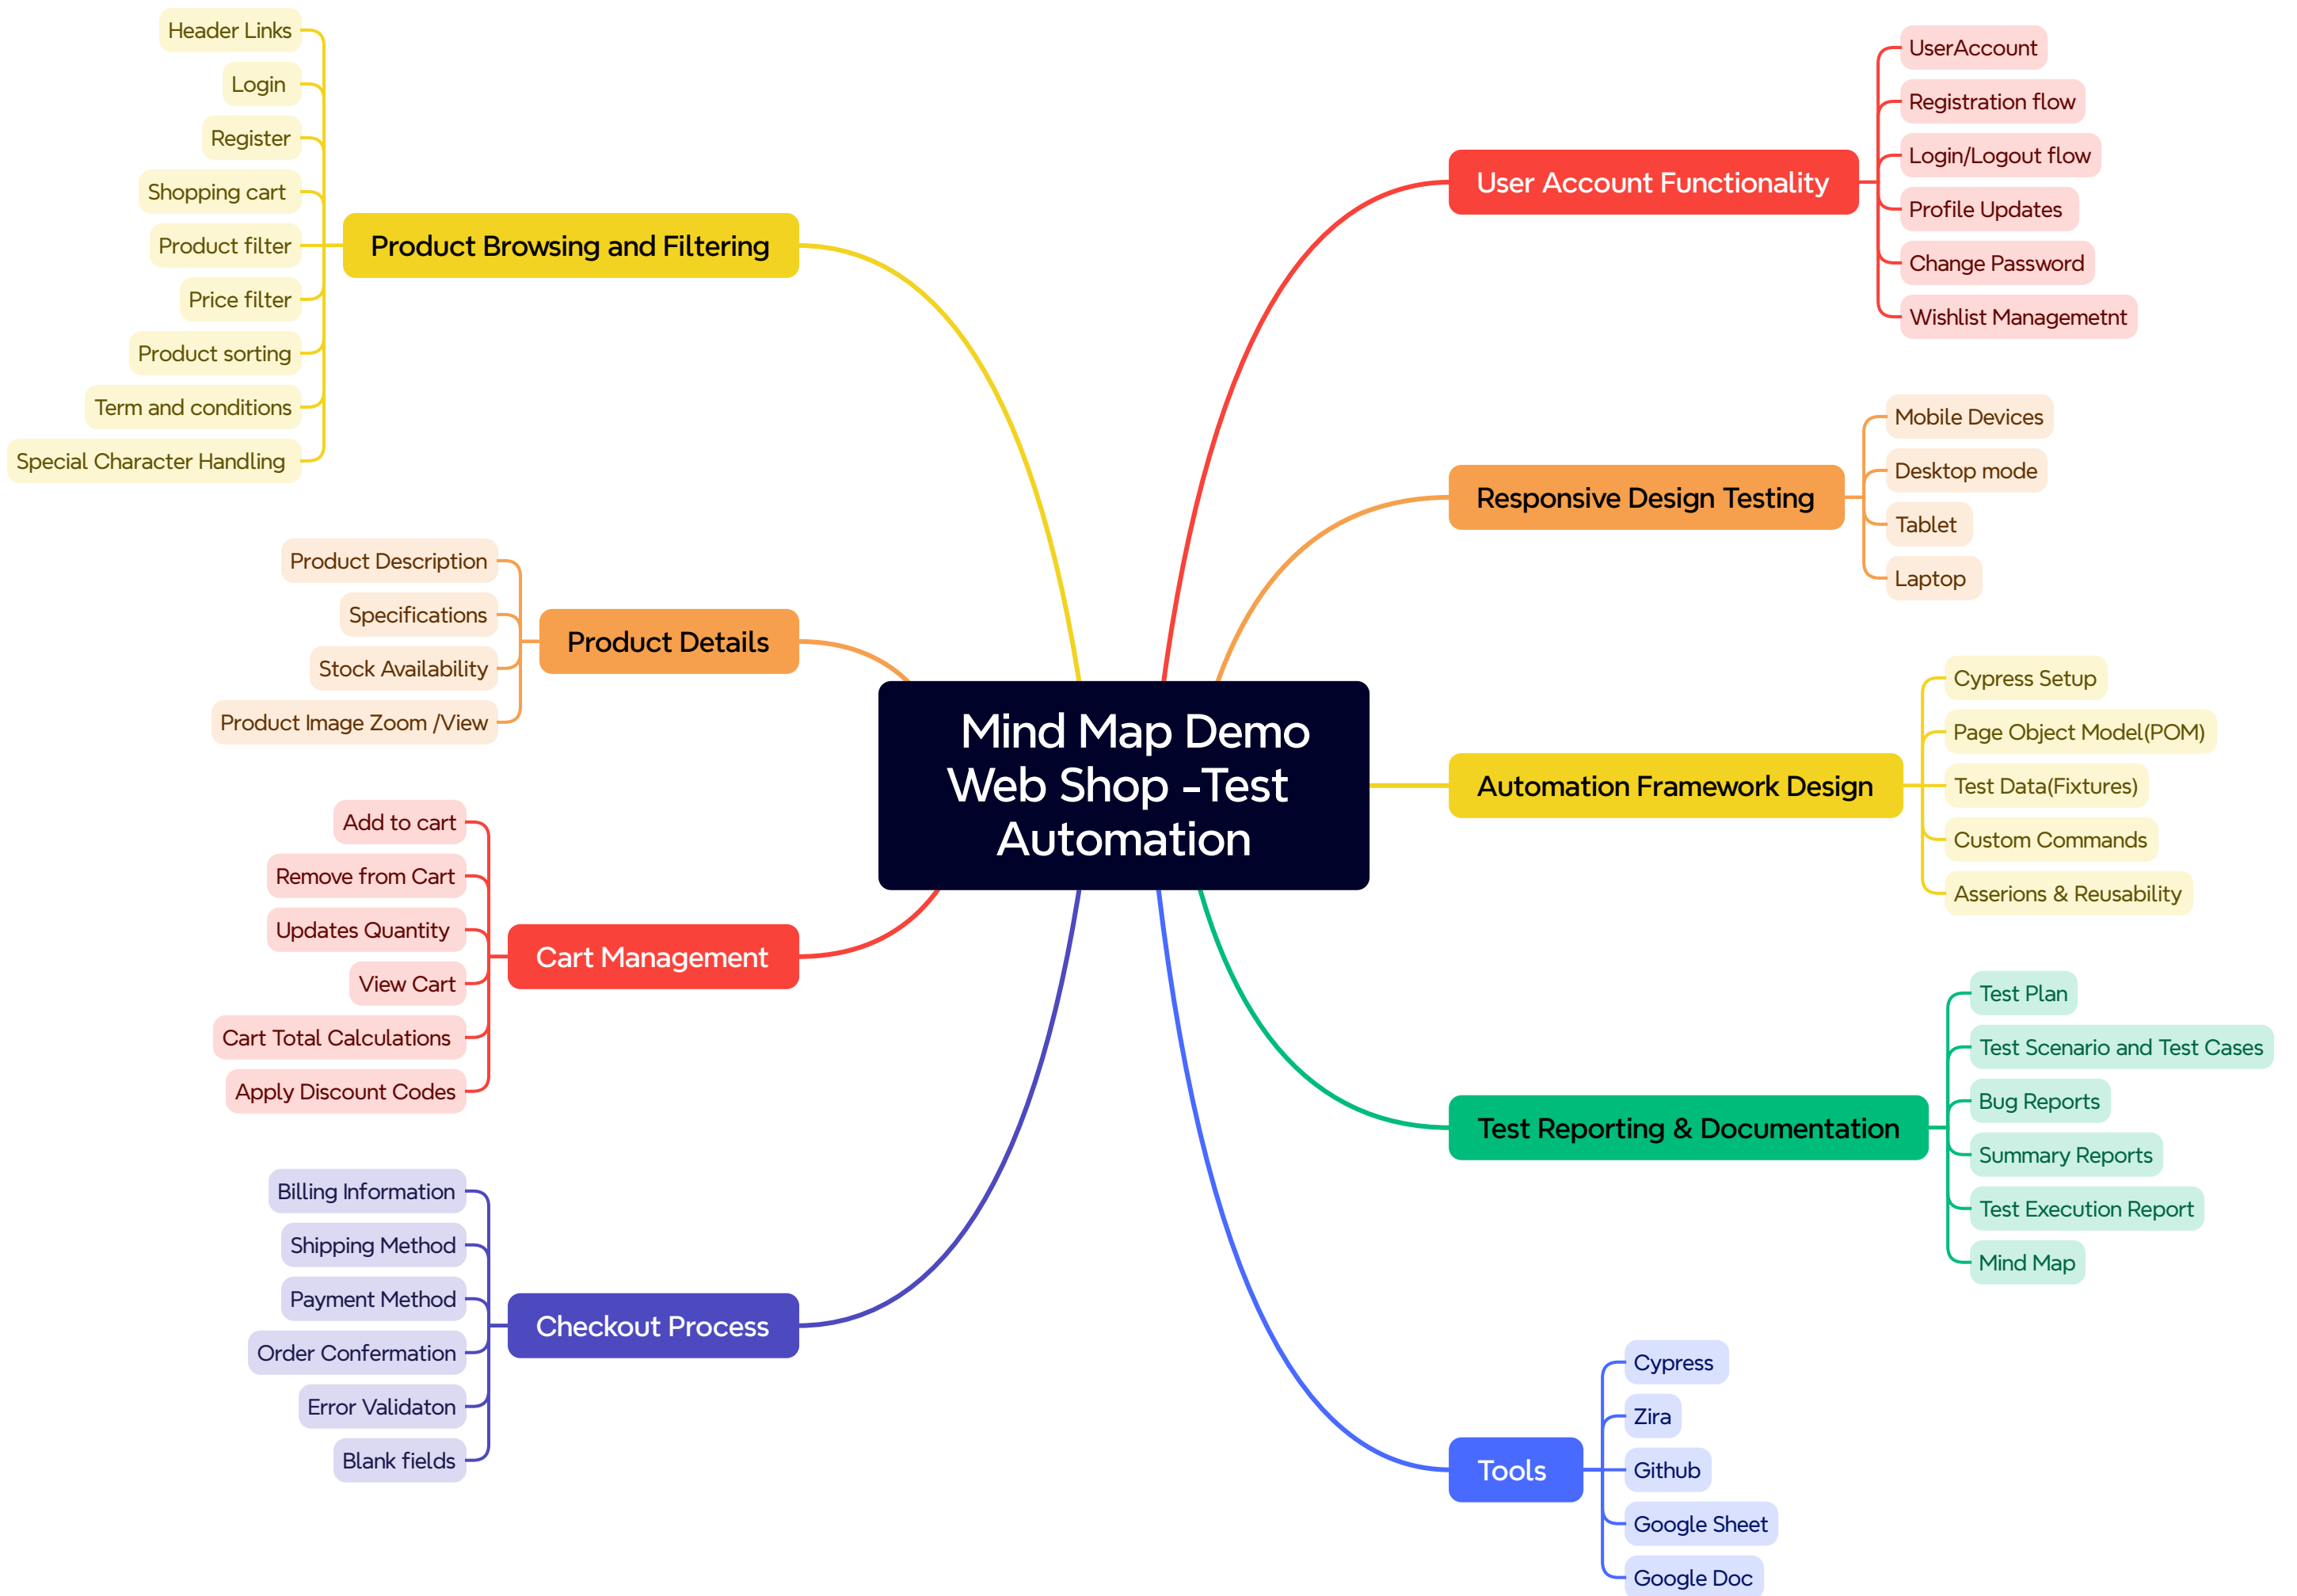 Mind Map Demo
Web Shop -Test
Automation
User Account Functionality
UserAccount
Registration flow
Login/Logout flow
Profile Updates
Change Password
Wishlist Managemetnt
Responsive Design Testing
Mobile Devices
Desktop mode
Tablet
Laptop
Automation Framework Design
Cypress Setup
Page Object Model(POM)
Test Data(Fixtures)
Custom Commands
Asserions & Reusability
Test Reporting & Documentation
Test Plan
Test Scenario and Test Cases
Bug Reports
Summary Reports
Test Execution Report
Mind Map
Tools
Cypress
Zira
Github
Google Sheet
Google Doc
Product Browsing and Filtering
Header Links
Login
Register
Shopping cart
Product filter
Price filter
Product sorting
Term and conditions
Special Character Handling
Product Details
Product Description
Specifications
Stock Availability
Product Image Zoom /View
Cart Management
Add to cart
Remove from Cart
Updates Quantity
View Cart
Cart Total Calculations
Apply Discount Codes
Checkout Process
Billing Information
Shipping Method
Payment Method
Order Confermation
Error Validaton
Blank fields